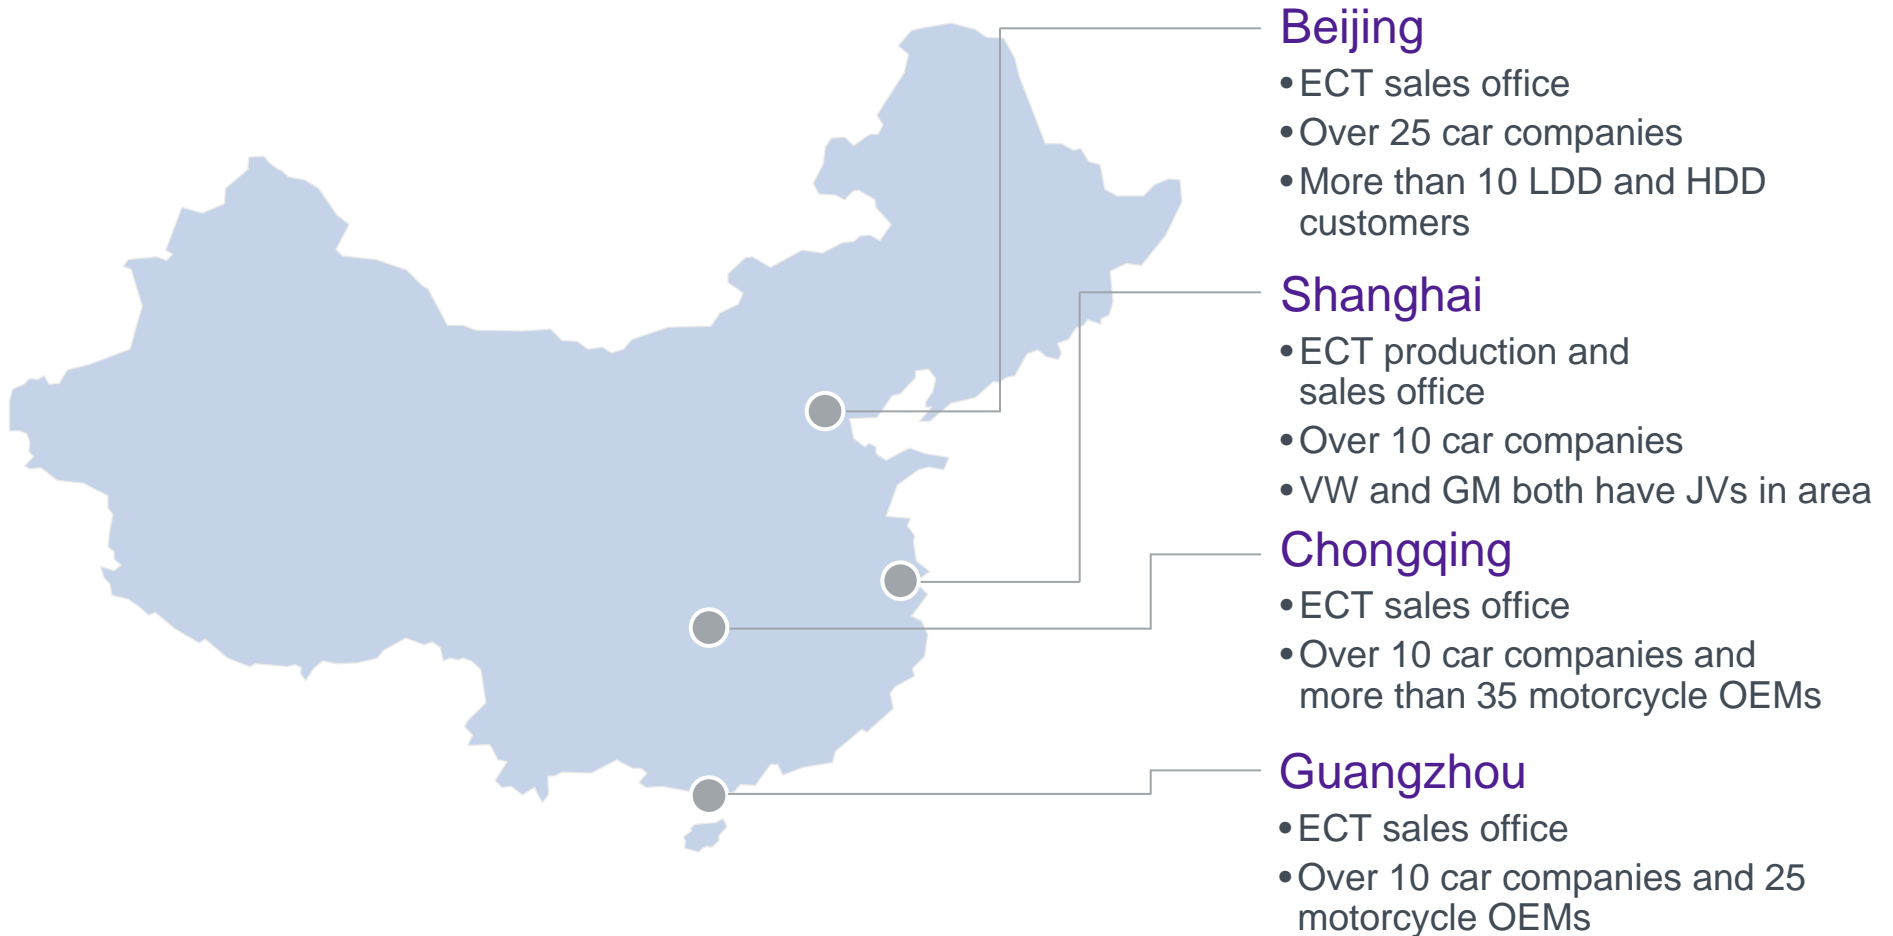 Beijing
•ECT sales office
•Over 25 car companies
•More than 10 LDD and HDD
customers
Shanghai
•ECT production and
sales office
•Over 10 car companies
•VW and GM both have JVs in area
Chongqing
•ECT sales office
•Over 10 car companies and
more than 35 motorcycle OEMs
Guangzhou
•ECT sales office
•Over 10 car companies and 25
motorcycle OEMs